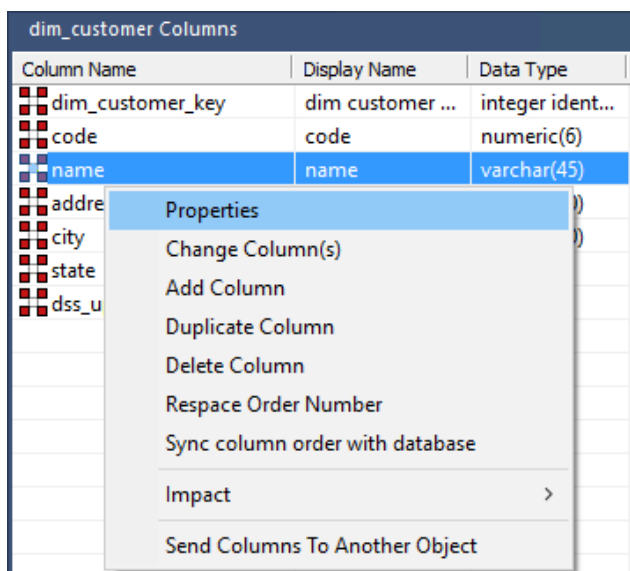 dim_customer Columns
Column Name Display Name Data Type
dim_customer_key dim customer ... integer ident...
code code numeric(6)
name name varchar(45)
addre
city
state
dss_u
Properties
Change Column(s)
Add Column
Duplicate Column
Delete Column
Respace Order Number
Sync column order with database
Impact
Send Columns To Another Object